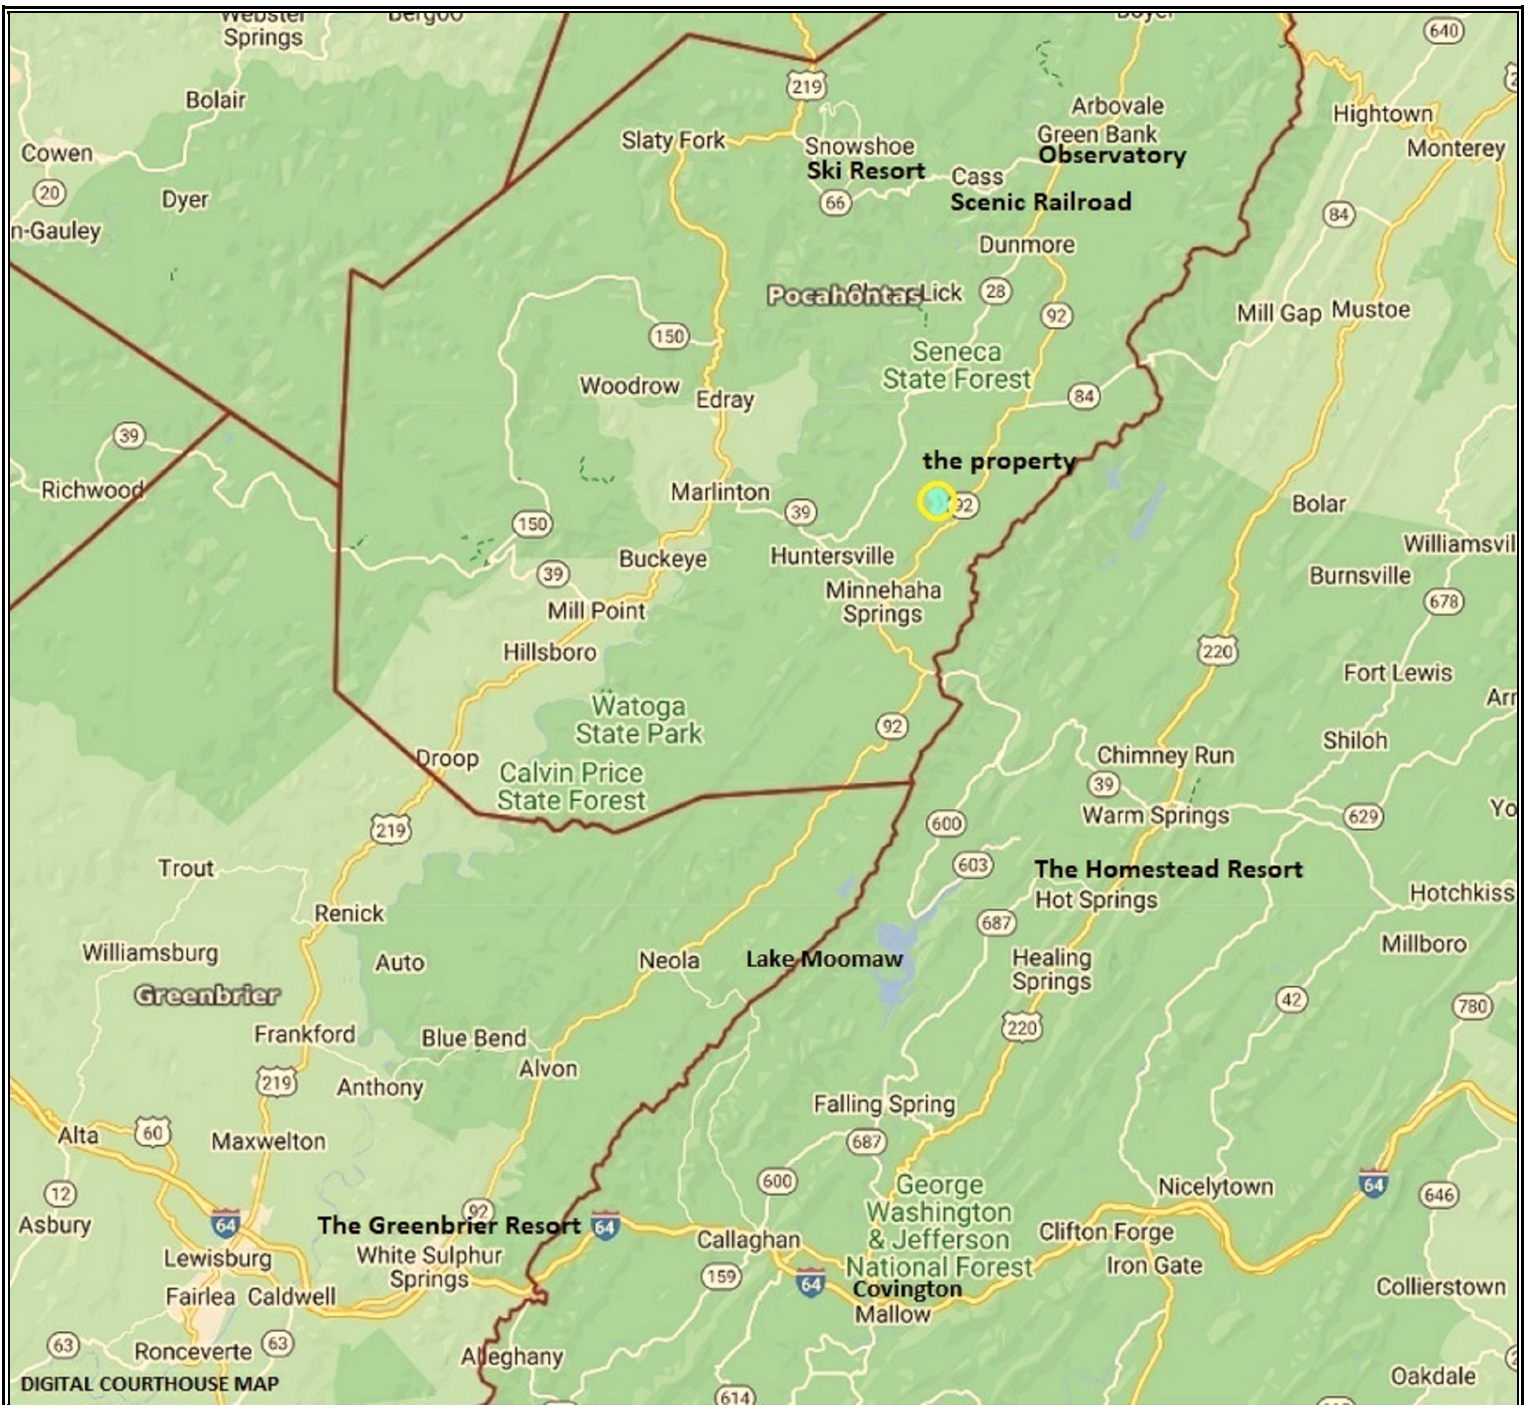 Webster
Springs
Bergoo
Boyer
640
219
Bolair
Arbovale
Hightown
Slaty Fork
Green Bank
Snowshoe
Observatory
Monterey
Cowen
Ski Resort
Cass
20
Dyer
66
Scenic Railroad
84
n-Gauley
Dunmore
Pocahontas
Lick
28
92
Mill Gap
Mustoe
150
Seneca
State Forest
Woodrow
Edray
84
39
the property
Richwood
Marlinton
39
92
Bolar
150
Huntersville
Williamsvil
Buckeye
39
Minnehaha
Springs
Burnsville
678
Mill Point
Hillsboro
220
Fort Lewis
Arr
Watoga
State Park
92
Shiloh
Droop
Calvin Price
State Forest
Chimney Run
39
Warm Springs
629
Yo
219
600
603
Trout
The Homestead Resort
Hot Springs
Hotchkiss
Renick
687
Williamsburg
Auto
Neola
Lake Moomaw
Healing
Springs
Millboro
Greenbrier
42
780
Frankford
Blue Bend
220
219
Anthony
Alvon
Falling Spring
Alta
60
Maxwelton
687
12
600
George
Washington
& Jefferson
National Forest
Nicelytown
64
646
Asbury
64
92
The Greenbrier Resort
64
Callaghan
Clifton Forge
Lewisburg
White Sulphur
Springs
159
64
Iron Gate
Covington
Mallow
Collierstown
Fairlea
Caldwell
63
Ronceverte
63
Alleghany
Oakdale
DIGITAL COURTHOUSE MAP
614